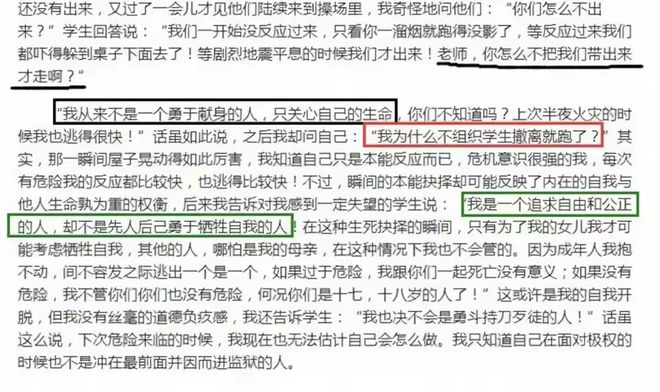 还没有出来，又过了一会儿才见他们陆续来到操场里，我奇怪地问他们：“你们怎么不出
来？”学生回答说：“我们一开始没反应过来，只看你一溜烟就跑得没影了，等反应过来我们
都吓得躲到桌子下面去了！等剧烈地震平息的时候我们才出来！老师，你怎么不把我们带出来
才走啊？”
“我从来不是一个勇于献身的人，只关心自己的生命，你们不知道吗？上次半夜火灾的时
候我也逃得很快！”话虽如此说，之后我却问自己：“我为什么不组织学生撤离就跑了？”其
实，那一瞬间屋子晃动得如此厉害，我知道自己只是本能反应而已，危机意识很强的我，每次
有危险我的反应都比较快，也逃得比较快！不过，瞬间的本能抉择却可能反映了内在的自我与
他人生命孰为重的权衡，后来我告诉对我感到一定失望的学生说：“我是一个追求自由和公正
的人，却不是先人后己勇于牺牲自我的人！在这种生死抉择的瞬间，只有为了我的女儿我才可
能考虑牺牲自我，其他的人，哪怕是我的母亲，在这种情况下我也不会管的。因为成年人我抱
不动，间不容发之际逃出一个是一个，如果过于危险，我跟你们一起死亡没有意义；如果没有
危险，我不管你们你们也没有危险，何况你们是十七，十八岁的人了！”这或许是我的自我开
脱，但我没有丝毫的道德负疚感，我还告诉学生：“我也决不会是勇斗持刀歹徒的人！”话虽
这么说，下次危险来临的时候，我现在也无法估计自己会怎么做。我只知道自己在面对极权的
时候也不是冲在最前面并因而进监狱的人。